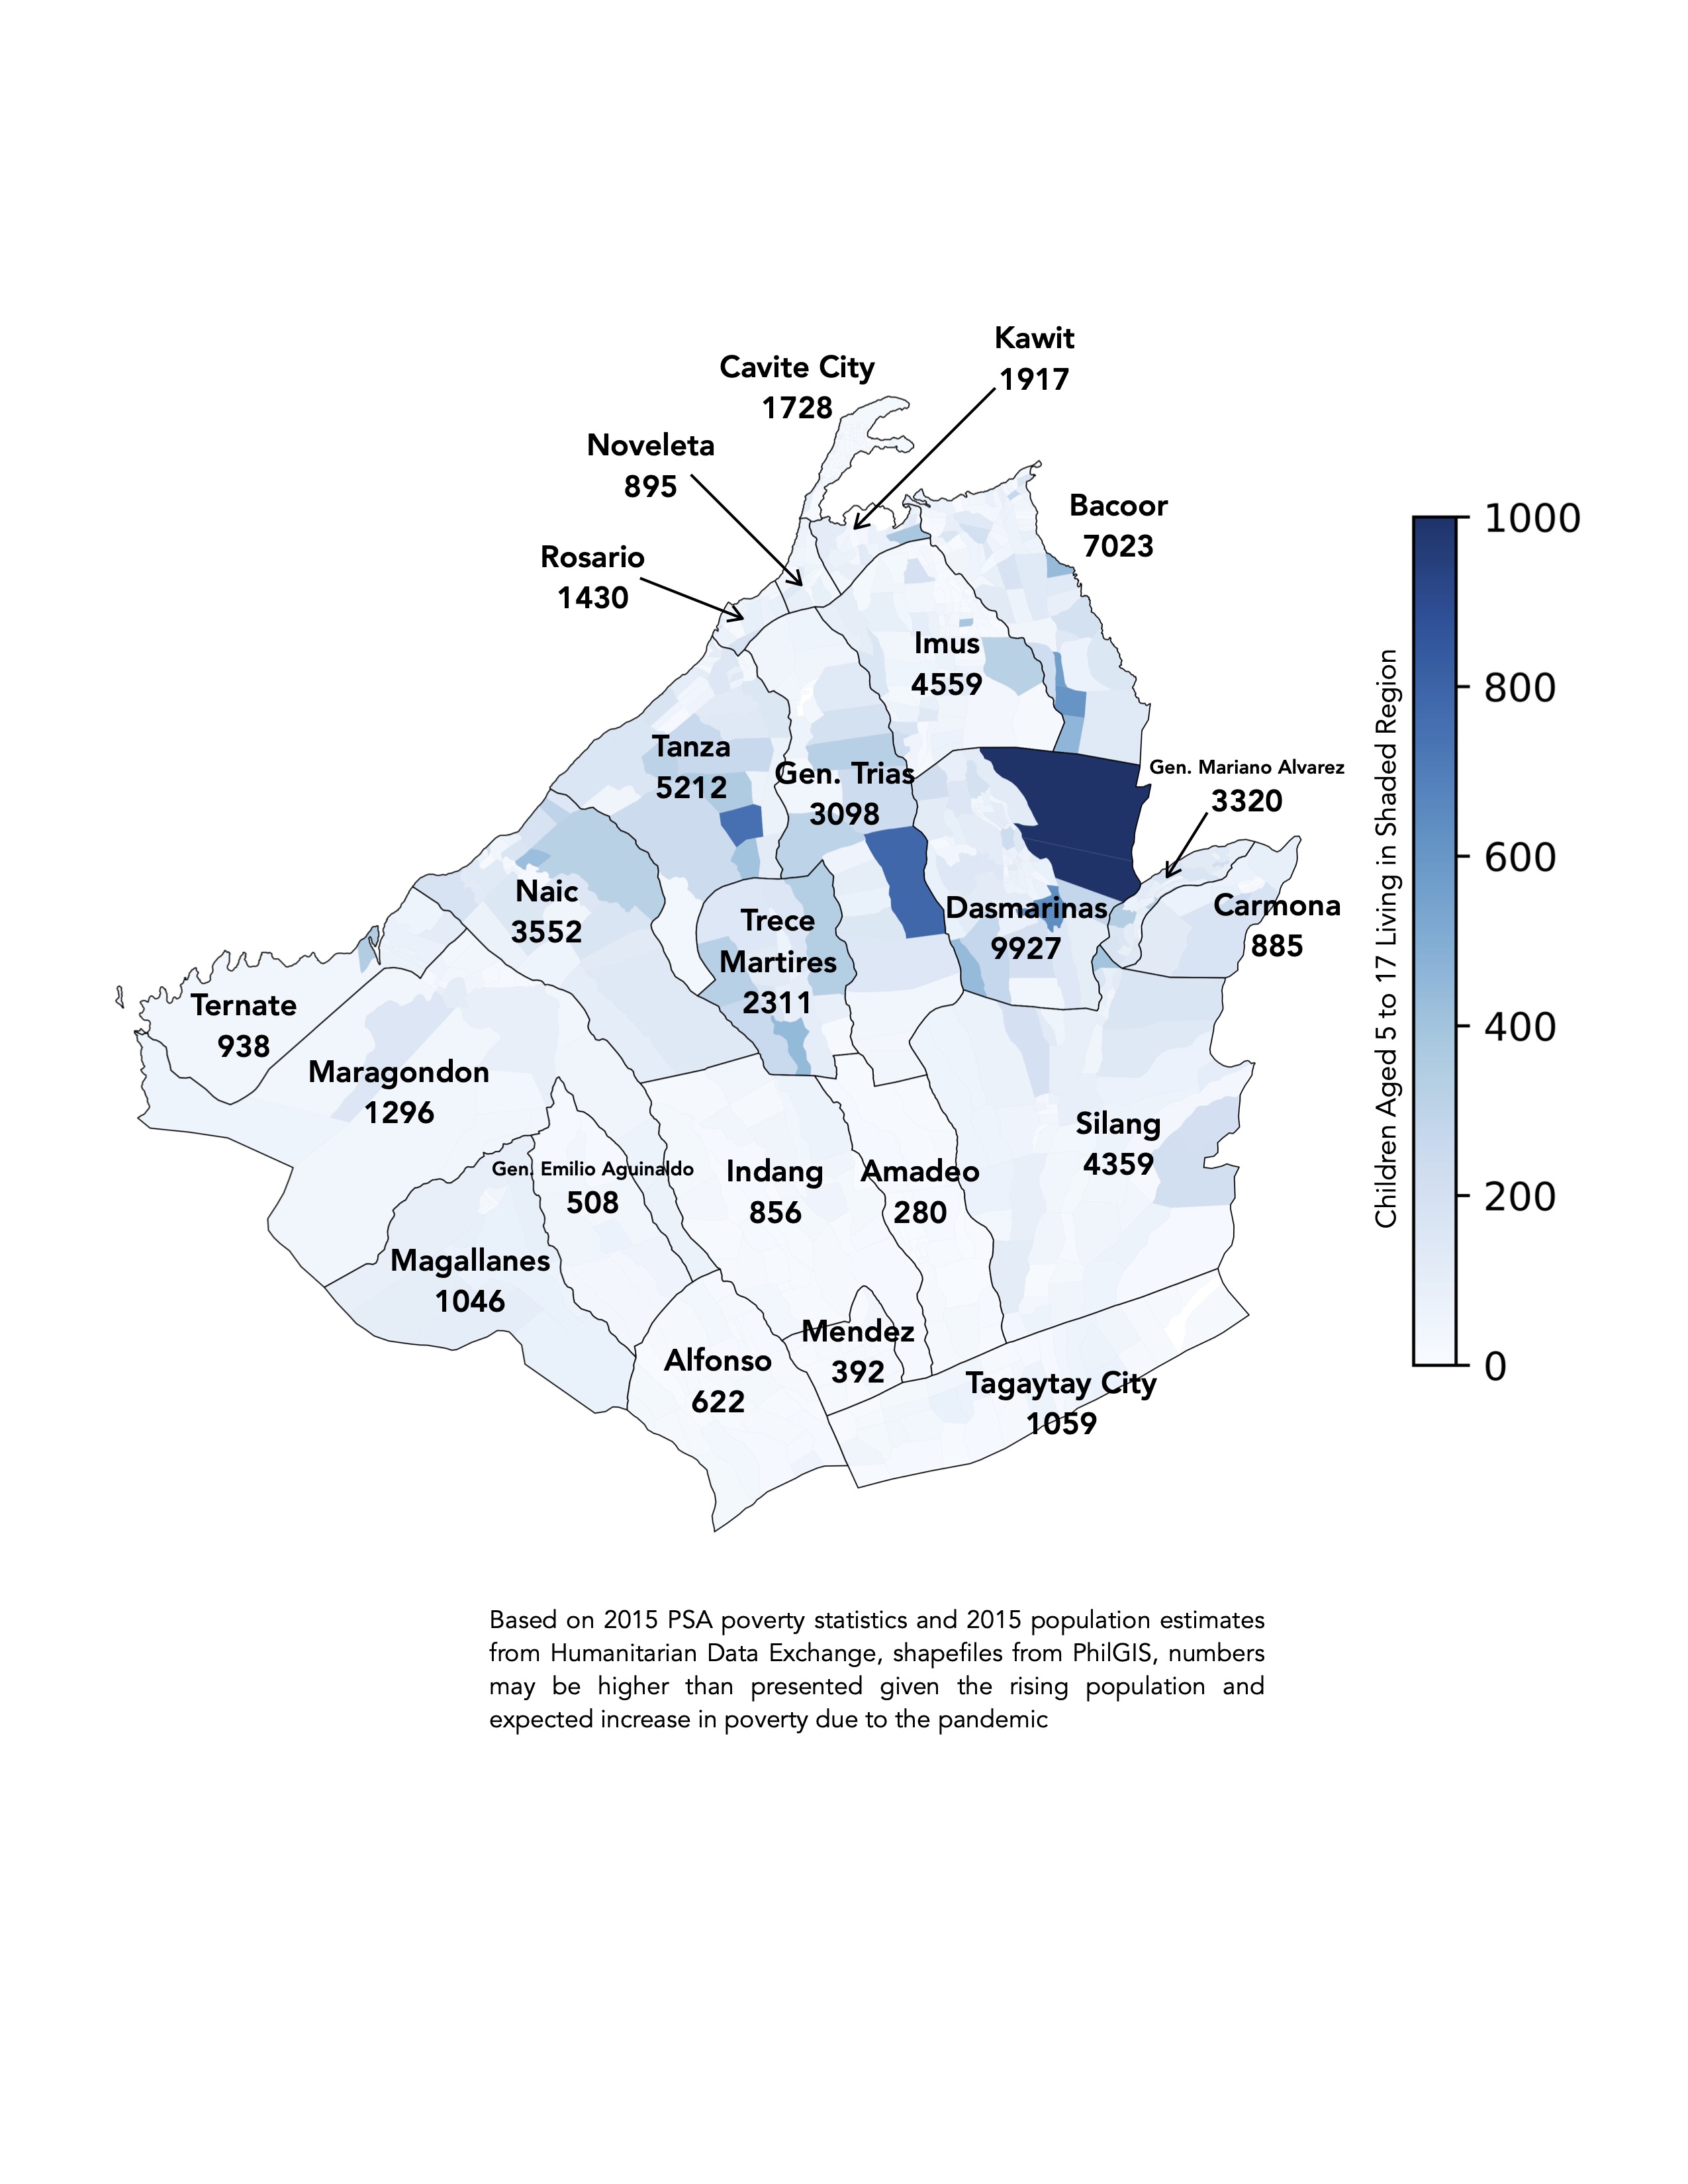 Kawit
1917
Cavite City
1728
Noveleta
895
Bacoor
7023
Rosario
1430
Imus
4559
Tanza
5212
Gen. Trias
3098
Gen. Mariano Alvarez
3320
Naic
3552
Trece
Martires
2311
Dasmarinas
9927
Carmona
885
Ternate
938
Maragondon
1296
Silang
4359
Gen. Emilio Aguinaldo
508
Indang
856
Amadeo
280
Magallanes
1046
Mendez
392
Alfonso
622
Tagaytay City
1059
Children Aged 5 to 17 Living in Shaded Region
1000
800
600
400
200
0
Based on 2015 PSA poverty statistics and 2015 population estimates
from Humanitarian Data Exchange, shapefiles from PhilGIS, numbers
may be higher than presented given the rising population and
expected increase in poverty due to the pandemic